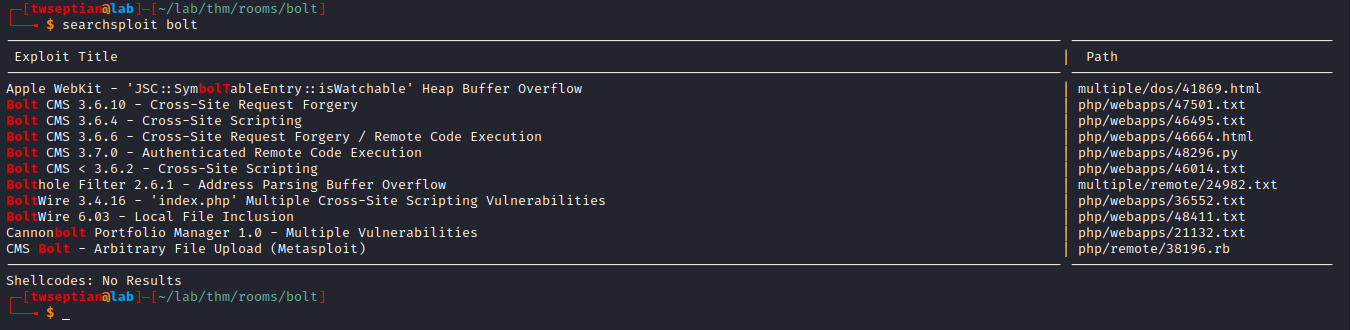 [twseptian@lab]─[~/lab/thm/rooms/bolt]
$ searchsploit bolt
Exploit Title | Path
Apple WebKit - 'JSC::SymbolTableEntry::isWatchable' Heap Buffer Overflow | multiple/dos/41869.html
Bolt CMS 3.6.10 - Cross-Site Request Forgery | php/webapps/47501.txt
Bolt CMS 3.6.4 - Cross-Site Scripting | php/webapps/46495.txt
Bolt CMS 3.6.6 - Cross-Site Request Forgery / Remote Code Execution | php/webapps/46664.html
Bolt CMS 3.7.0 - Authenticated Remote Code Execution | php/webapps/48296.py
Bolt CMS < 3.6.2 - Cross-Site Scripting | php/webapps/46014.txt
Bolthole Filter 2.6.1 - Address Parsing Buffer Overflow | multiple/remote/24982.txt
BoltWire 3.4.16 - 'index.php' Multiple Cross-Site Scripting Vulnerabilities | php/webapps/36552.txt
BoltWire 6.03 - Local File Inclusion | php/webapps/48411.txt
Cannonbolt Portfolio Manager 1.0 - Multiple Vulnerabilities | php/webapps/21132.txt
CMS Bolt - Arbitrary File Upload (Metasploit) | php/remote/38196.rb
Shellcodes: No Results
[twseptian@lab]─[~/lab/thm/rooms/bolt]
$ _